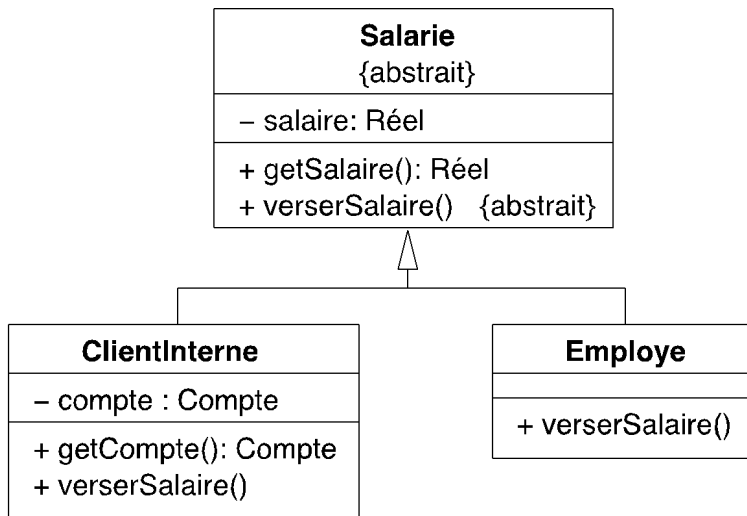 Salarie
{abstrait}
– salaire: Réel
+ getSalaire(): Réel
+ verserSalaire() {abstrait}
ClientInterne
– compte : Compte
+ getCompte(): Compte
+ verserSalaire()
Employe
+ verserSalaire()